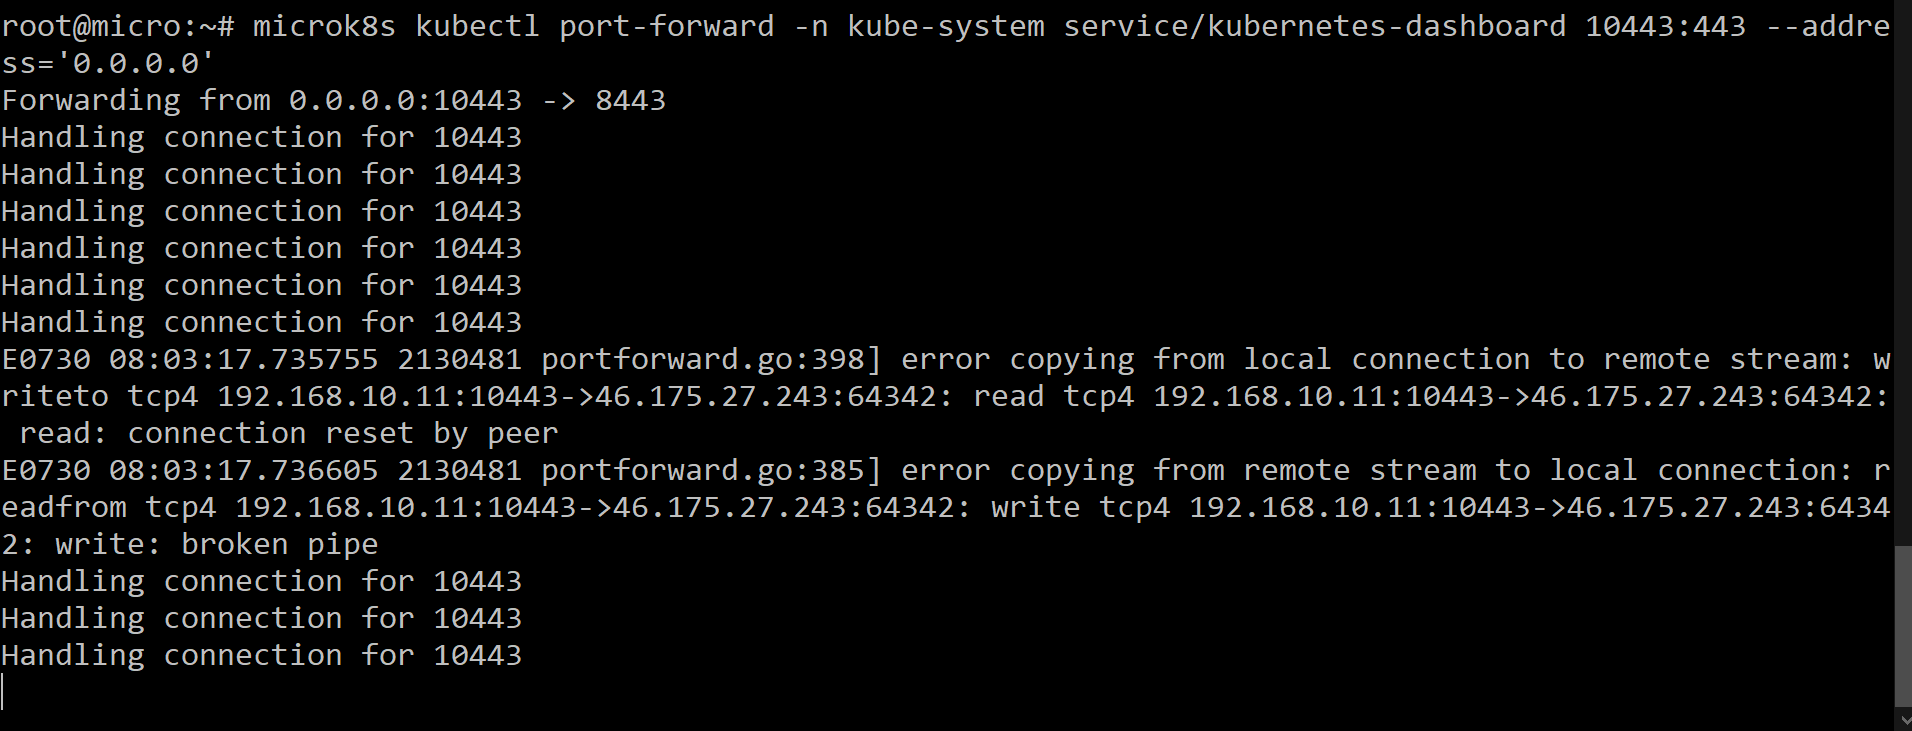 root@micro:~# microk8s kubectl port-forward -n kube-system service/kubernetes-dashboard 10443:443 --addre
ss='0.0.0.0'
Forwarding from 0.0.0.0:10443 -> 8443
Handling connection for 10443
Handling connection for 10443
Handling connection for 10443
Handling connection for 10443
Handling connection for 10443
Handling connection for 10443
E0730 08:03:17.735755 2130481 portforward.go:398] error copying from local connection to remote stream: w
riteto tcp4 192.168.10.11:10443->46.175.27.243:64342: read tcp4 192.168.10.11:10443->46.175.27.243:64342:
 read: connection reset by peer
E0730 08:03:17.736605 2130481 portforward.go:385] error copying from remote stream to local connection: r
eadfrom tcp4 192.168.10.11:10443->46.175.27.243:64342: write tcp4 192.168.10.11:10443->46.175.27.243:6434
2: write: broken pipe
Handling connection for 10443
Handling connection for 10443
Handling connection for 10443